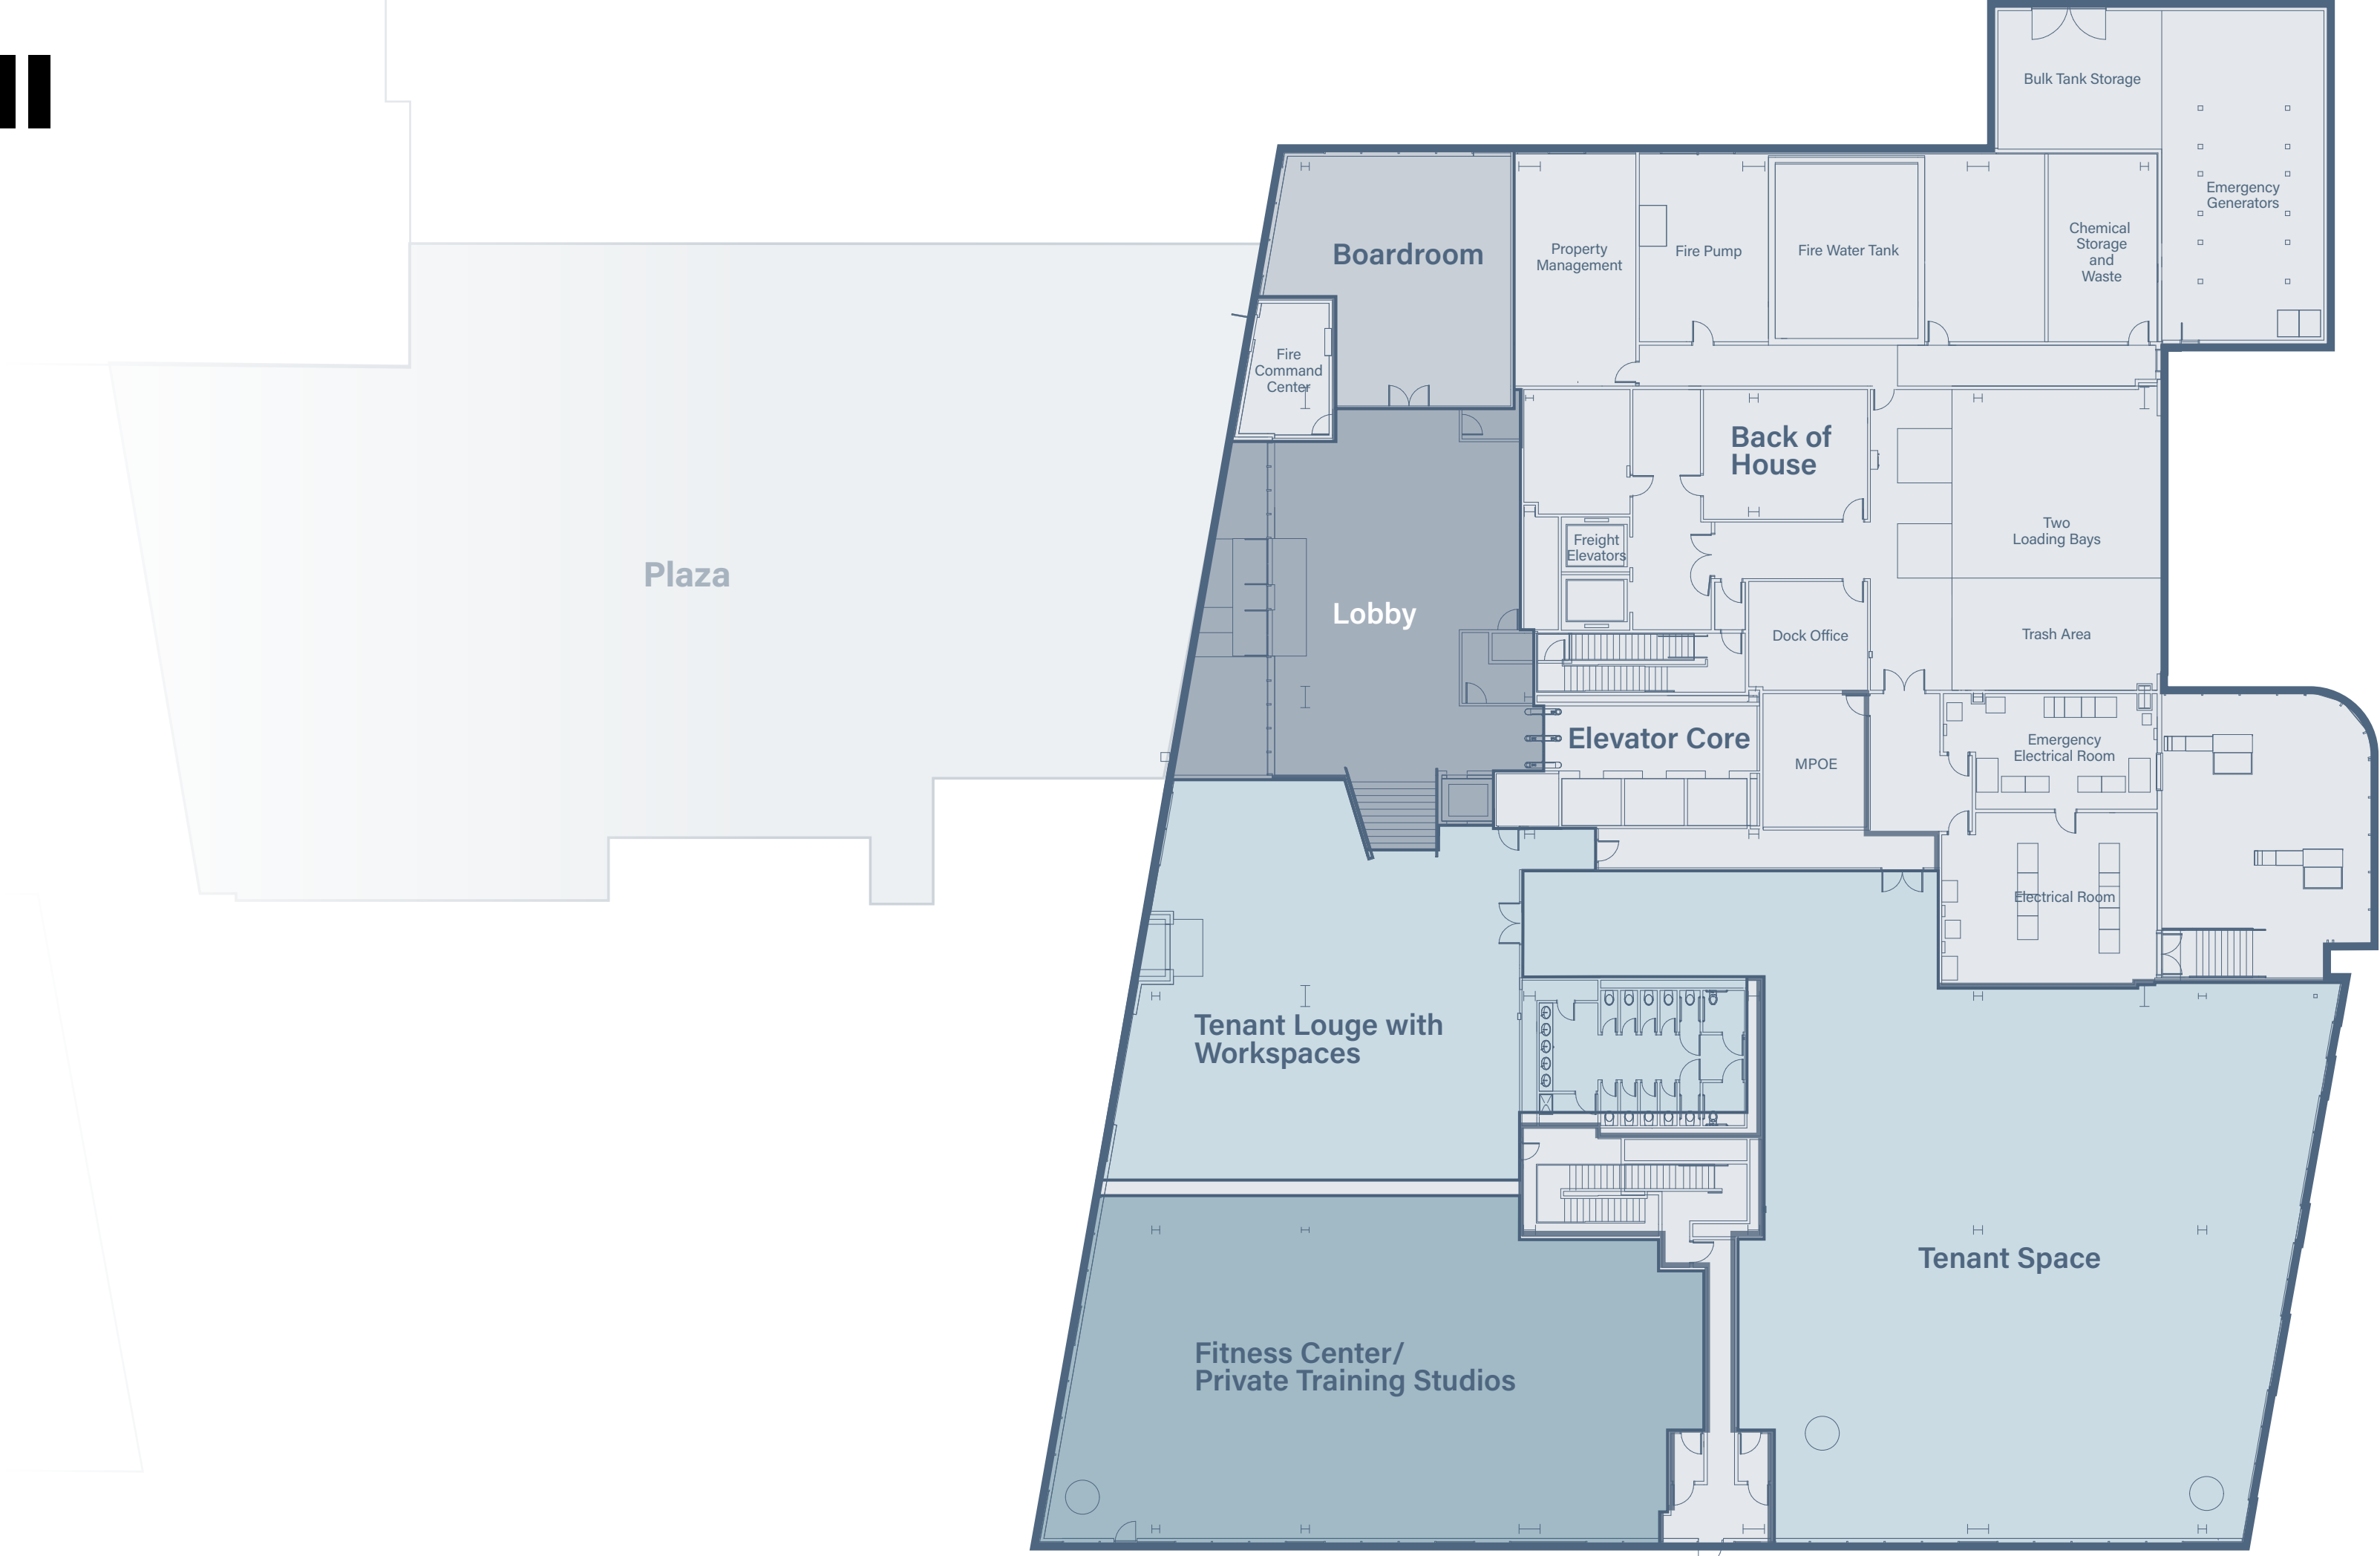 Bulk Tank Storage
Emergency
Generators
Boardroom
Property
Management
Fire Pump
Fire Water Tank
Chemical
Storage
and
Waste
Fire
Command
Center
Back of
House
Two
Loading Bays
Freight
Elevators
Plaza
Lobby
Dock Office
Trash Area
Elevator Core
MPOE
Emergency
Electrical Room
Electrical Room
Tenant Louge with
Workspaces
Tenant Space
Fitness Center/
Private Training Studios